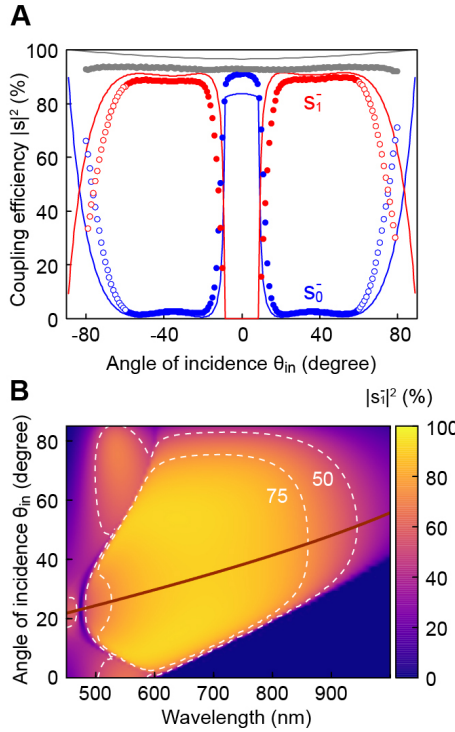 A
Coupling efficiency |s|² (%)
100
80
60
40
20
0
s₁⁻
s₀⁻
-80 -40 0 40 80
Angle of incidence θin (degree)
B
|s₁⁻|² (%)
Angle of incidence θin (degree)
80
60
40
20
0
75
50
100
80
60
40
20
0
500 600 700 800 900
Wavelength (nm)